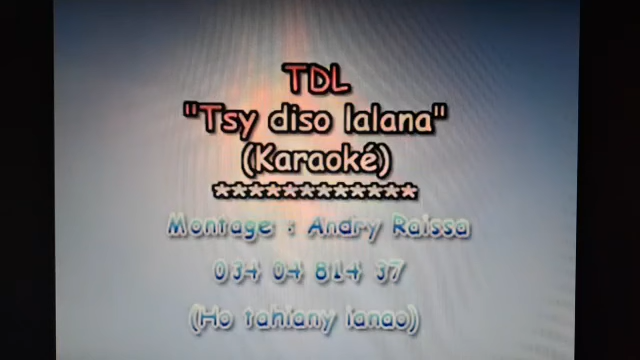 TDL
"Tsy diso lalana"
(Karaoké)
************
Montage : Andry Raissa
034 04 814 37
(Ho tahiany ianao)